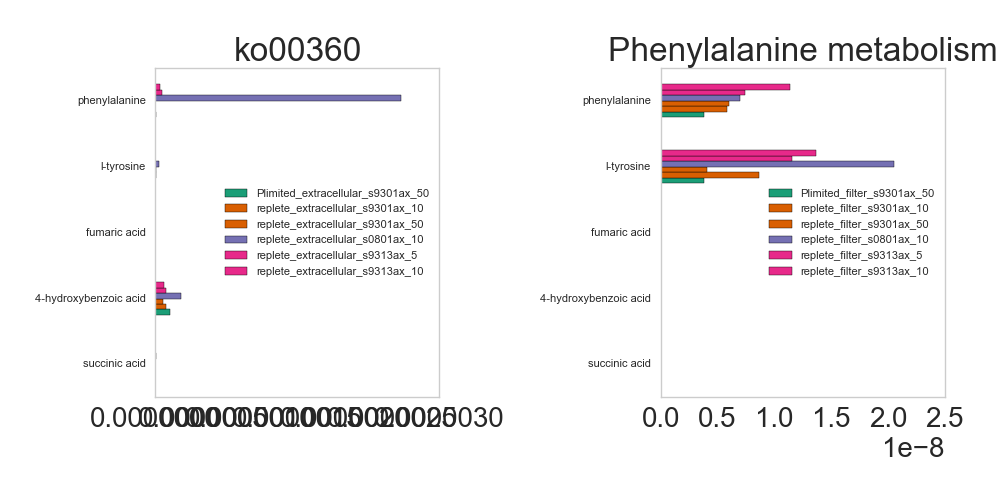 ko00360
phenylalanine
l-tyrosine
fumaric acid
4-hydroxybenzoic acid
succinic acid
Plimited_extracellular_s9301ax_50
replete_extracellular_s9301ax_10
replete_extracellular_s9301ax_50
replete_extracellular_s0801ax_10
replete_extracellular_s9313ax_5
replete_extracellular_s9313ax_10
Phenylalanine metabolism
phenylalanine
l-tyrosine
fumaric acid
4-hydroxybenzoic acid
succinic acid
Plimited_filter_s9301ax_50
replete_filter_s9301ax_10
replete_filter_s9301ax_50
replete_filter_s0801ax_10
replete_filter_s9313ax_5
replete_filter_s9313ax_10
0.0 0.5 1.0 1.5 2.0 2.5
1e−8